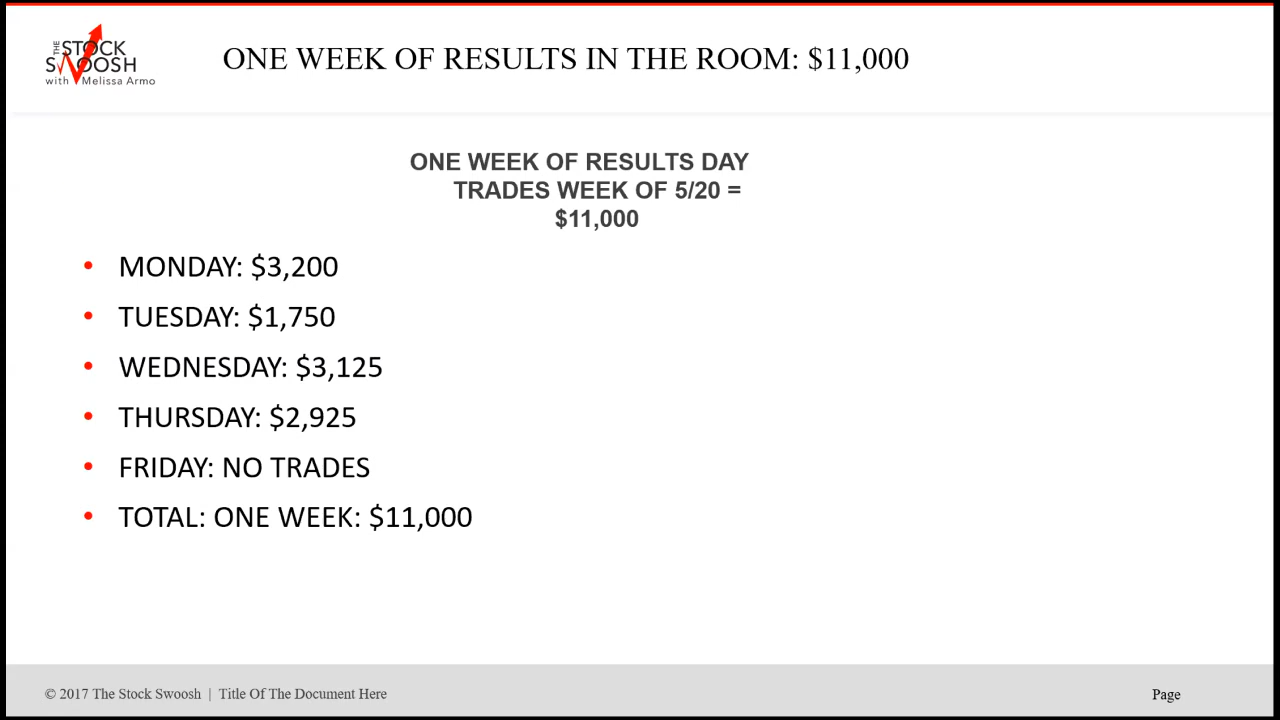 THE STOCK
SWOOSH
with Melissa Armo
ONE WEEK OF RESULTS IN THE ROOM: $11,000
ONE WEEK OF RESULTS DAY
TRADES WEEK OF 5/20 =
$11,000
• MONDAY: $3,200
• TUESDAY: $1,750
• WEDNESDAY: $3,125
• THURSDAY: $2,925
• FRIDAY: NO TRADES
• TOTAL: ONE WEEK: $11,000
© 2017 The Stock Swoosh | Title Of The Document Here
Page